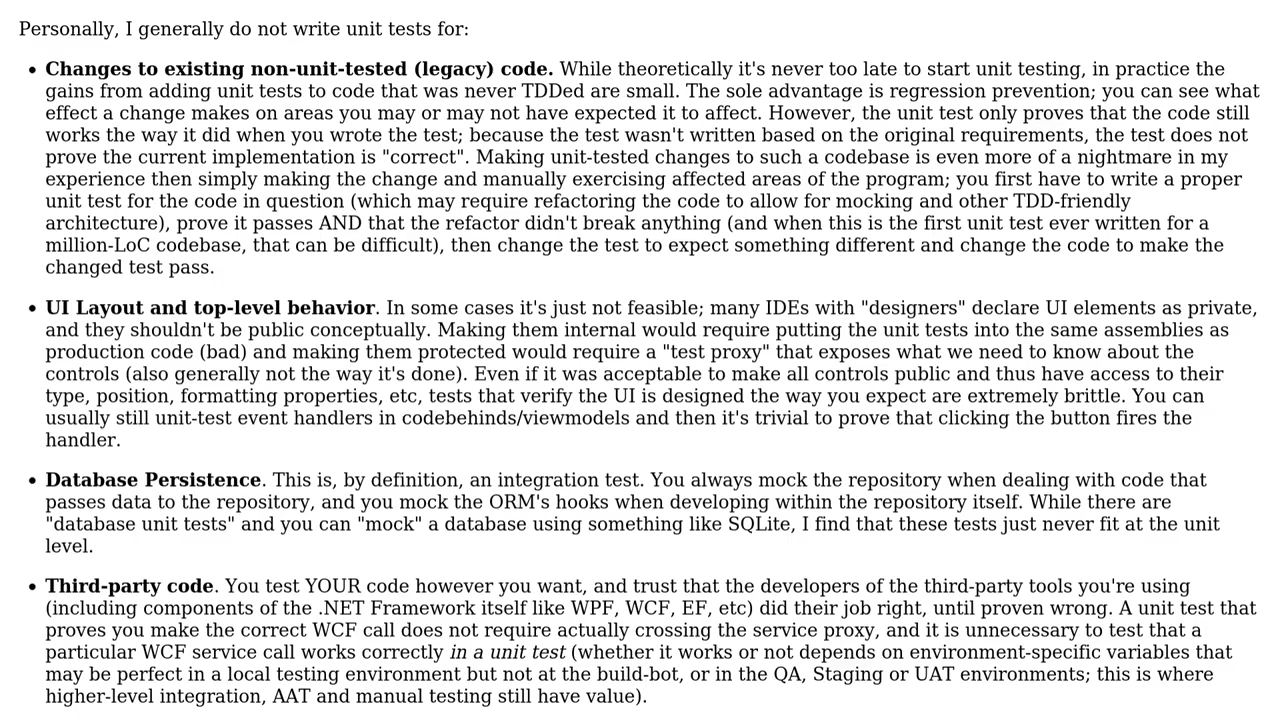 Personally, I generally do not write unit tests for:
• Changes to existing non-unit-tested (legacy) code. While theoretically it's never too late to start unit testing, in practice the
gains from adding unit tests to code that was never TDDed are small. The sole advantage is regression prevention; you can see what
effect a change makes on areas you may or may not have expected it to affect. However, the unit test only proves that the code still
works the way it did when you wrote the test; because the test wasn't written based on the original requirements, the test does not
prove the current implementation is "correct". Making unit-tested changes to such a codebase is even more of a nightmare in my
experience then simply making the change and manually exercising affected areas of the program; you first have to write a proper
unit test for the code in question (which may require refactoring the code to allow for mocking and other TDD-friendly
architecture), prove it passes AND that the refactor didn't break anything (and when this is the first unit test ever written for a
million-LoC codebase, that can be difficult), then change the test to expect something different and change the code to make the
changed test pass.
• UI Layout and top-level behavior. In some cases it's just not feasible; many IDEs with "designers" declare UI elements as private,
and they shouldn't be public conceptually. Making them internal would require putting the unit tests into the same assemblies as
production code (bad) and making them protected would require a "test proxy" that exposes what we need to know about the
controls (also generally not the way it's done). Even if it was acceptable to make all controls public and thus have access to their
type, position, formatting properties, etc, tests that verify the UI is designed the way you expect are extremely brittle. You can
usually still unit-test event handlers in codebehinds/viewmodels and then it's trivial to prove that clicking the button fires the
handler.
• Database Persistence. This is, by definition, an integration test. You always mock the repository when dealing with code that
passes data to the repository, and you mock the ORM's hooks when developing within the repository itself. While there are
"database unit tests" and you can "mock" a database using something like SQLite, I find that these tests just never fit at the unit
level.
• Third-party code. You test YOUR code however you want, and trust that the developers of the third-party tools you're using
(including components of the .NET Framework itself like WPF, WCF, EF, etc) did their job right, until proven wrong. A unit test that
proves you make the correct WCF call does not require actually crossing the service proxy, and it is unnecessary to test that a
particular WCF service call works correctly in a unit test (whether it works or not depends on environment-specific variables that
may be perfect in a local testing environment but not at the build-bot, or in the QA, Staging or UAT environments; this is where
higher-level integration, AAT and manual testing still have value).